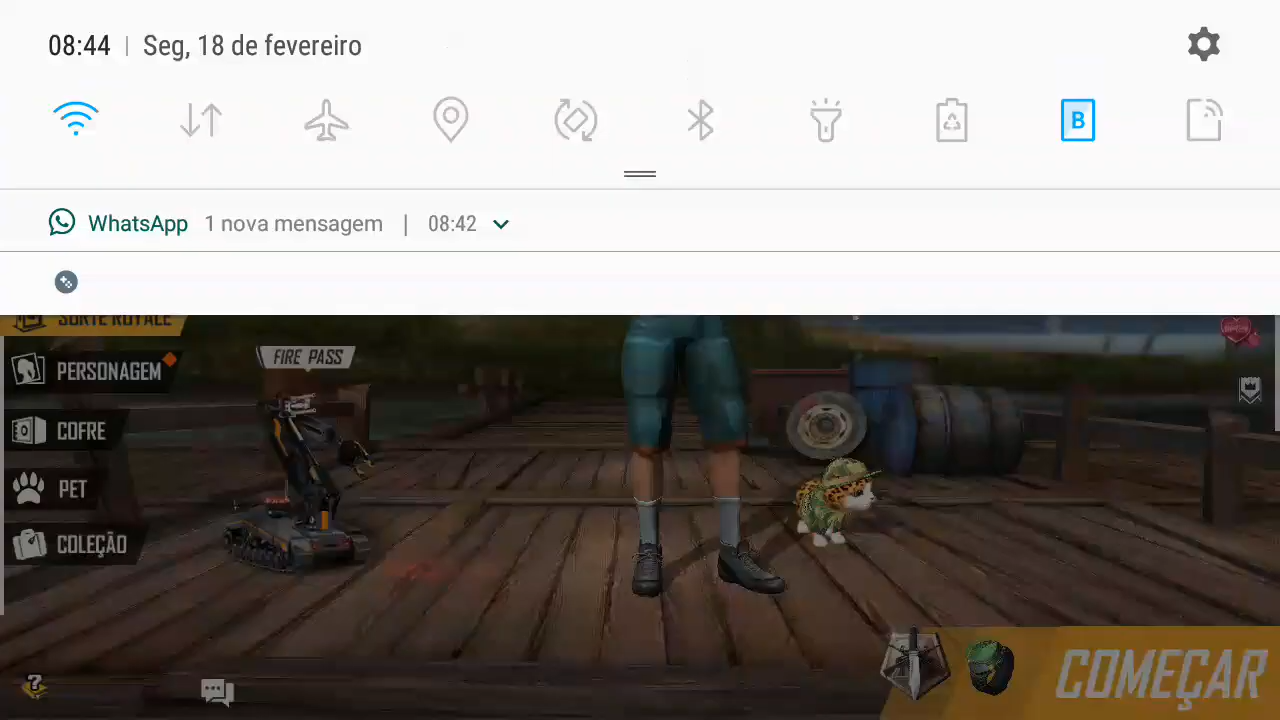 08:44 | Seg, 18 de fevereiro
B
WhatsApp 1 nova mensagem | 08:42
SORTE ROYALE
PERSONAGEM
FIRE PASS
COFRE
PET
COLEÇÃO
?
COMEÇAR